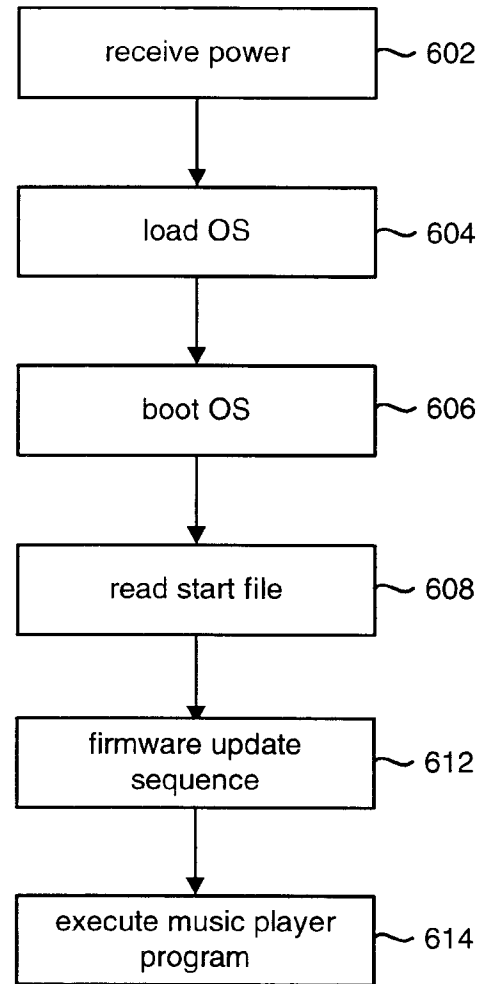 receive power
602
load OS
604
boot OS
606
read start file
608
firmware update
sequence
612
execute music player
program
614